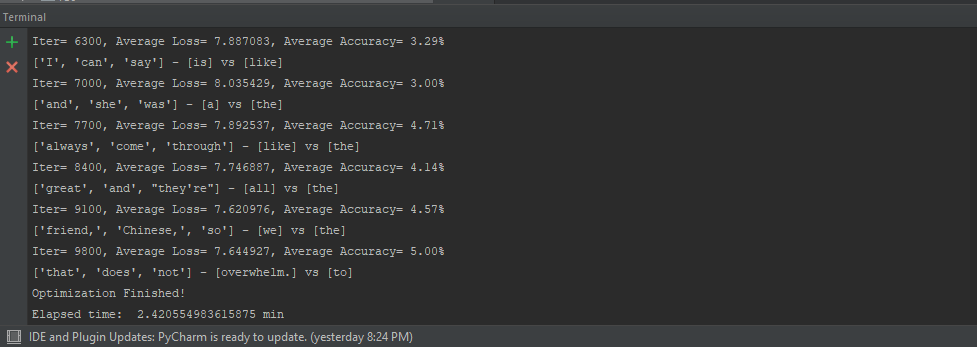 Terminal
Iter= 6300, Average Loss= 7.887083, Average Accuracy= 3.29%
['I', 'can', 'say'] - [is] vs [like]
Iter= 7000, Average Loss= 8.035429, Average Accuracy= 3.00%
['and', 'she', 'was'] - [a] vs [the]
Iter= 7700, Average Loss= 7.892537, Average Accuracy= 4.71%
['always', 'come', 'through'] - [like] vs [the]
Iter= 8400, Average Loss= 7.746887, Average Accuracy= 4.14%
['great', 'and', "they're"] - [all] vs [the]
Iter= 9100, Average Loss= 7.620976, Average Accuracy= 4.57%
['friend,', 'Chinese,', 'so'] - [we] vs [the]
Iter= 9800, Average Loss= 7.644927, Average Accuracy= 5.00%
['that', 'does', 'not'] - [overwhelm.] vs [to]
Optimization Finished!
Elapsed time:  2.420554983615875 min
IDE and Plugin Updates: PyCharm is ready to update. (yesterday 8:24 PM)